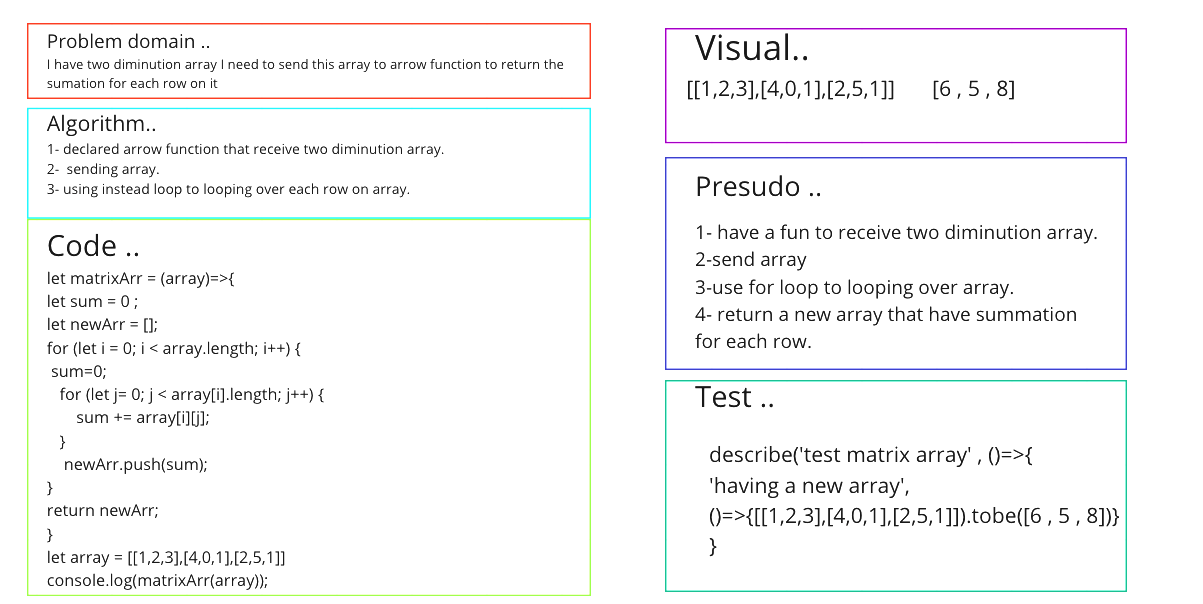 Problem domain ..
I have two diminution array I need to send this array to arrow function to return the
sumation for each row on it
Algorithm..
1- declared arrow function that receive two diminution array.
2-  sending array.
3- using instead loop to looping over each row on array.
Code ..
let matrixArr = (array)=>{
let sum = 0 ;
let newArr = [];
for (let i = 0; i < array.length; i++) {
sum=0;
for (let j= 0; j < array[i].length; j++) {
sum += array[i][j];
}
newArr.push(sum);
}
return newArr;
}
let array = [[1,2,3],[4,0,1],[2,5,1]]
console.log(matrixArr(array));
Visual..
[[1,2,3],[4,0,1],[2,5,1]]      [6 , 5 , 8]
Presudo ..
1- have a fun to receive two diminution array.
2-send array
3-use for loop to looping over array.
4- return a new array that have summation
for each row.
Test ..
describe('test matrix array' , ()=>{
'having a new array',
()=>{[[1,2,3],[4,0,1],[2,5,1]]).tobe([6 , 5 , 8])}
}